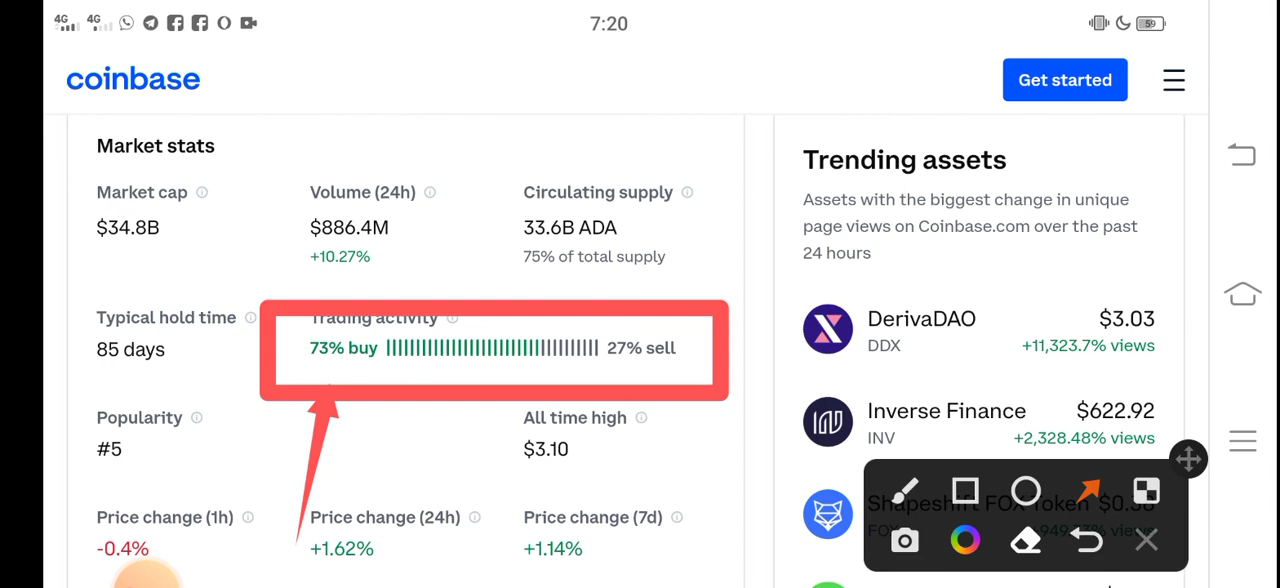 4G 4G 7:20 59
coinbase
Get started
Market stats
Market cap Volume (24h) Circulating supply
$34.8B $886.4M 33.6B ADA
+10.27% 75% of total supply
Typical hold time Trading activity
85 days 73% buy 27% sell
Popularity All time high
#5 $3.10
Price change (1h) Price change (24h) Price change (7d)
-0.4% +1.62% +1.14%
Trending assets
Assets with the biggest change in unique
page views on Coinbase.com over the past
24 hours
DerivaDAO $3.03
DDX +11,323.7% views
Inverse Finance $622.92
INV +2,328.48% views
Shapeshift FOX Token